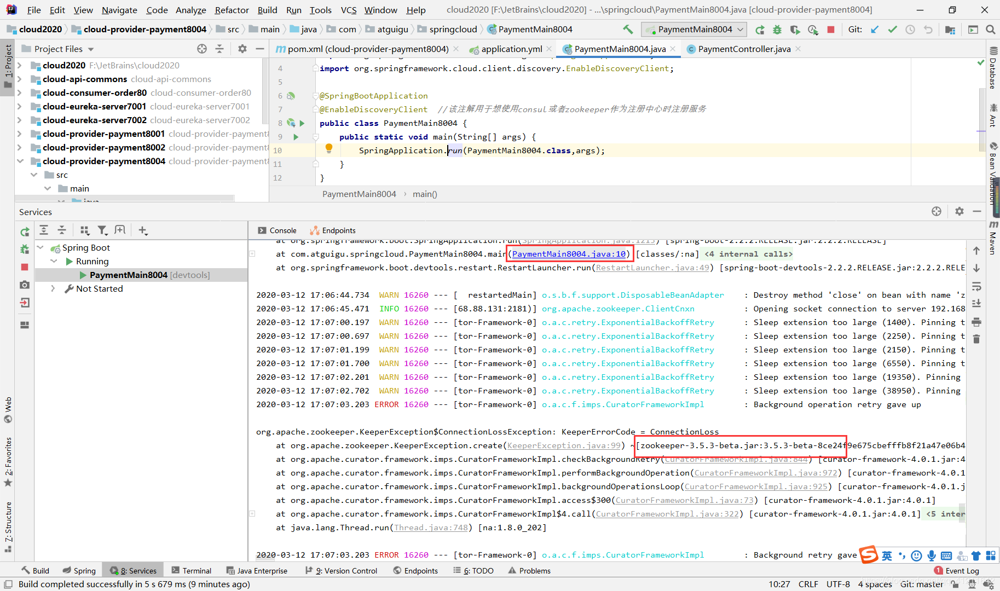 File Edit View Navigate Code Analyze Refactor Build Run Tools VCS Window Help cloud2020 [F:\JetBrains\cloud2020] - ...\springcloud\PaymentMain8004.java [cloud-provider-payment8004]
cloud2020 cloud-provider-payment8004 src main java com atguigu springcloud PaymentMain8004 PaymentMain8004 Git:
Project Files
pom.xml (cloud-provider-payment8004) application.yml PaymentMain8004.java PaymentController.java
1: Project
cloud2020 F:\JetBrains\cloud2020
cloud-api-commons cloud-api-commons
cloud-consumer-order80 cloud-consumer-order80
cloud-eureka-server7001 cloud-eureka-server7001
cloud-eureka-server7002 cloud-eureka-server7002
cloud-provider-payment8001 cloud-provider-payment8
cloud-provider-payment8002 cloud-provider-payment8
cloud-provider-payment8004 cloud-provider-payment8
src
main
java
4 import org.springframework.cloud.client.discovery.EnableDiscoveryClient;
5
6 @SpringBootApplication
7 @EnableDiscoveryClient //该注解用于想使用consul或者zookeeper作为注册中心时注册服务
8 public class PaymentMain8004 {
9 public static void main(String[] args) {
10 SpringApplication.run(PaymentMain8004.class,args);
11 }
12 }
PaymentMain8004 › main()
Database
Ant
Bean Validation
Maven
Services
Console Endpoints
Spring Boot
Running
PaymentMain8004 [devtools]
Not Started
at org.springframework.boot.SpringApplication.run(SpringApplication.java:1215) [spring-boot-2.2.2.RELEASE.jar:2.2.2.RELEASE]
at com.atguigu.springcloud.PaymentMain8004.main(PaymentMain8004.java:10) [classes/:na] <4 internal calls>
at org.springframework.boot.devtools.restart.RestartLauncher.run(RestartLauncher.java:49) [spring-boot-devtools-2.2.2.RELEASE.jar:2.2.2.RELE
2020-03-12 17:06:44.734 WARN 16260 --- [ restartedMain] o.s.b.f.support.DisposableBeanAdapter : Destroy method 'close' on bean with name 'z
2020-03-12 17:06:45.471 INFO 16260 --- [68.88.131:2181)] org.apache.zookeeper.ClientCnxn : Opening socket connection to server 192.168
2020-03-12 17:07:00.197 WARN 16260 --- [tor-Framework-0] o.a.c.retry.ExponentialBackoffRetry : Sleep extension too large (1400). Pinning t
2020-03-12 17:07:00.697 WARN 16260 --- [tor-Framework-0] o.a.c.retry.ExponentialBackoffRetry : Sleep extension too large (2250). Pinning t
2020-03-12 17:07:01.199 WARN 16260 --- [tor-Framework-0] o.a.c.retry.ExponentialBackoffRetry : Sleep extension too large (2150). Pinning t
2020-03-12 17:07:01.700 WARN 16260 --- [tor-Framework-0] o.a.c.retry.ExponentialBackoffRetry : Sleep extension too large (6550). Pinning t
2020-03-12 17:07:02.201 WARN 16260 --- [tor-Framework-0] o.a.c.retry.ExponentialBackoffRetry : Sleep extension too large (19350). Pinning
2020-03-12 17:07:02.702 WARN 16260 --- [tor-Framework-0] o.a.c.retry.ExponentialBackoffRetry : Sleep extension too large (38950). Pinning
2020-03-12 17:07:03.203 ERROR 16260 --- [tor-Framework-0] o.a.c.f.imps.CuratorFrameworkImpl : Background operation retry gave up
org.apache.zookeeper.KeeperException$ConnectionLossException: KeeperErrorCode = ConnectionLoss
at org.apache.zookeeper.KeeperException.create(KeeperException.java:99) ~[zookeeper-3.5.3-beta.jar:3.5.3-beta-8ce24f9e675cbefffb8f21a47e06b4
at org.apache.curator.framework.imps.CuratorFrameworkImpl.checkBackgroundRetry(CuratorFrameworkImpl.java:844) [curator-framework-4.0.1.jar:4
at org.apache.curator.framework.imps.CuratorFrameworkImpl.performBackgroundOperation(CuratorFrameworkImpl.java:972) [curator-framework-4.0.1
at org.apache.curator.framework.imps.CuratorFrameworkImpl.backgroundOperationsLoop(CuratorFrameworkImpl.java:925) [curator-framework-4.0.1.j
at org.apache.curator.framework.imps.CuratorFrameworkImpl.access$300(CuratorFrameworkImpl.java:73) [curator-framework-4.0.1.jar:4.0.1]
at org.apache.curator.framework.imps.CuratorFrameworkImpl$4.call(CuratorFrameworkImpl.java:322) [curator-framework-4.0.1.jar:4.0.1] <5 inter
at java.lang.Thread.run(Thread.java:748) [na:1.8.0_202]
2020-03-12 17:07:03.203 ERROR 16260 --- [tor-Framework-0] o.a.c.f.imps.CuratorFrameworkImpl : Background retry gave
英
Web
2: Favorites
7: Structure
Build Spring 8: Services Terminal Java Enterprise 9: Version Control Endpoints 6: TODO Problems 1 Event Log
Build completed successfully in 5 s 679 ms (9 minutes ago) 10:27 CRLF UTF-8 4 spaces Git: master